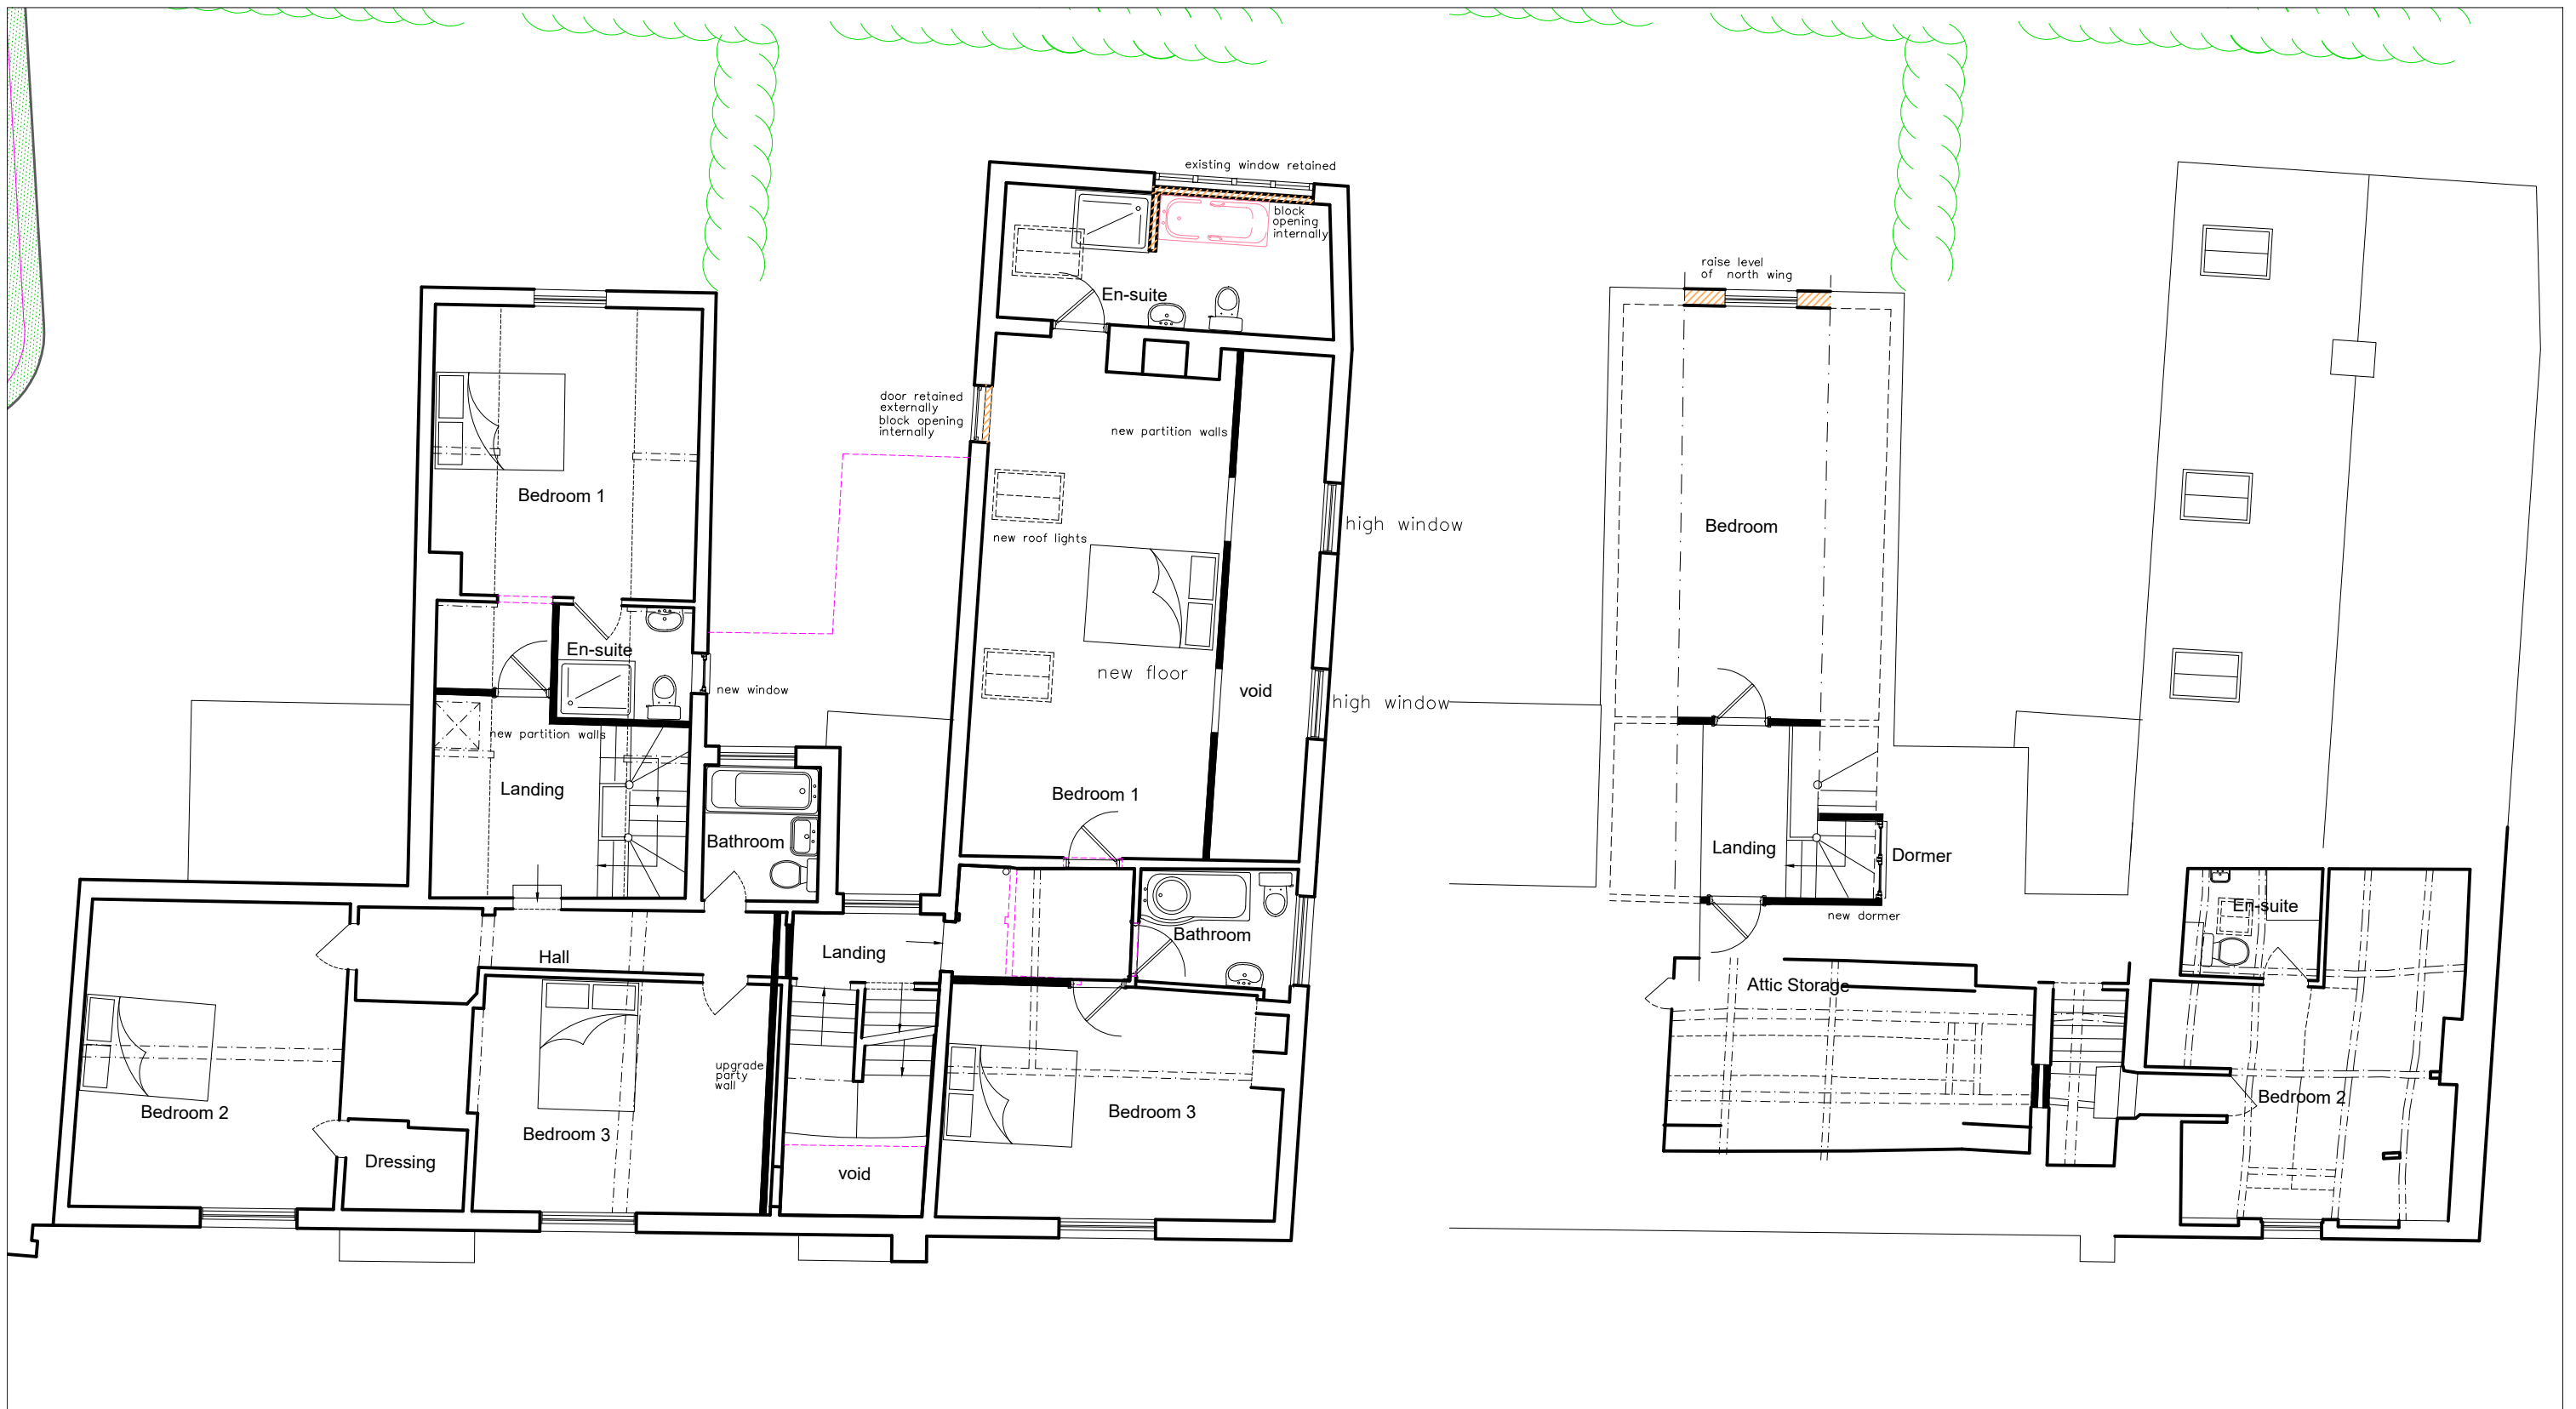 existing window retained
block
opening
internally
En-suite
door retained
externally
block opening
internally
new partition walls
Bedroom 1
high window
new roof lights
En-suite
new floor
new window
void
high window
new partition walls
Landing
Bedroom 1
Bathroom
Bathroom
Landing
Hall
upgrade
party
wall
Bedroom 2
Bedroom 3
Bedroom 3
Dressing
void
raise level
of north wing
Bedroom
Landing
Dormer
new dormer
En-suite
Attic Storage
Bedroom 2